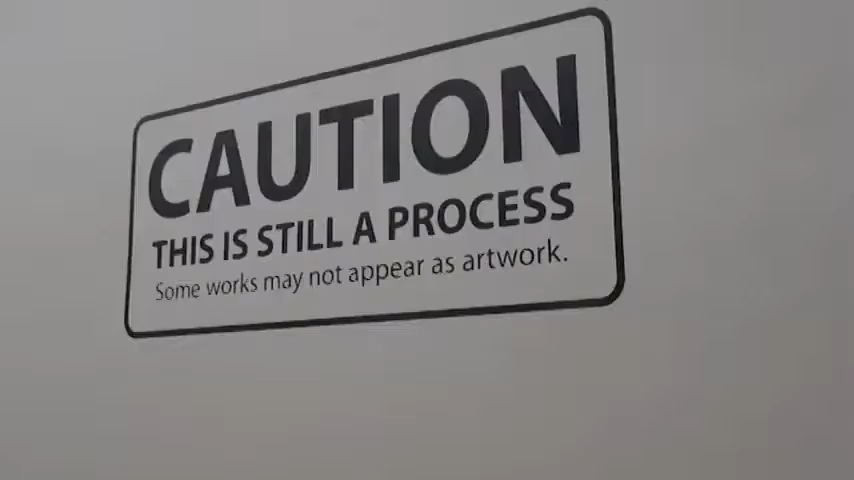 CAUTION
THIS IS STILL A PROCESS
Some works may not appear as artwork.